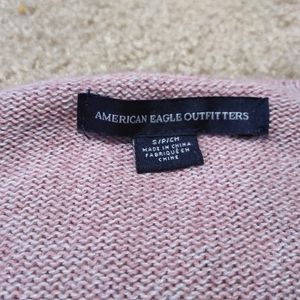 AMERICAN EAGLE OUTFITTERS
S/P/CH
MADE IN CHINA
FABRIQUÉ EN
CHINE